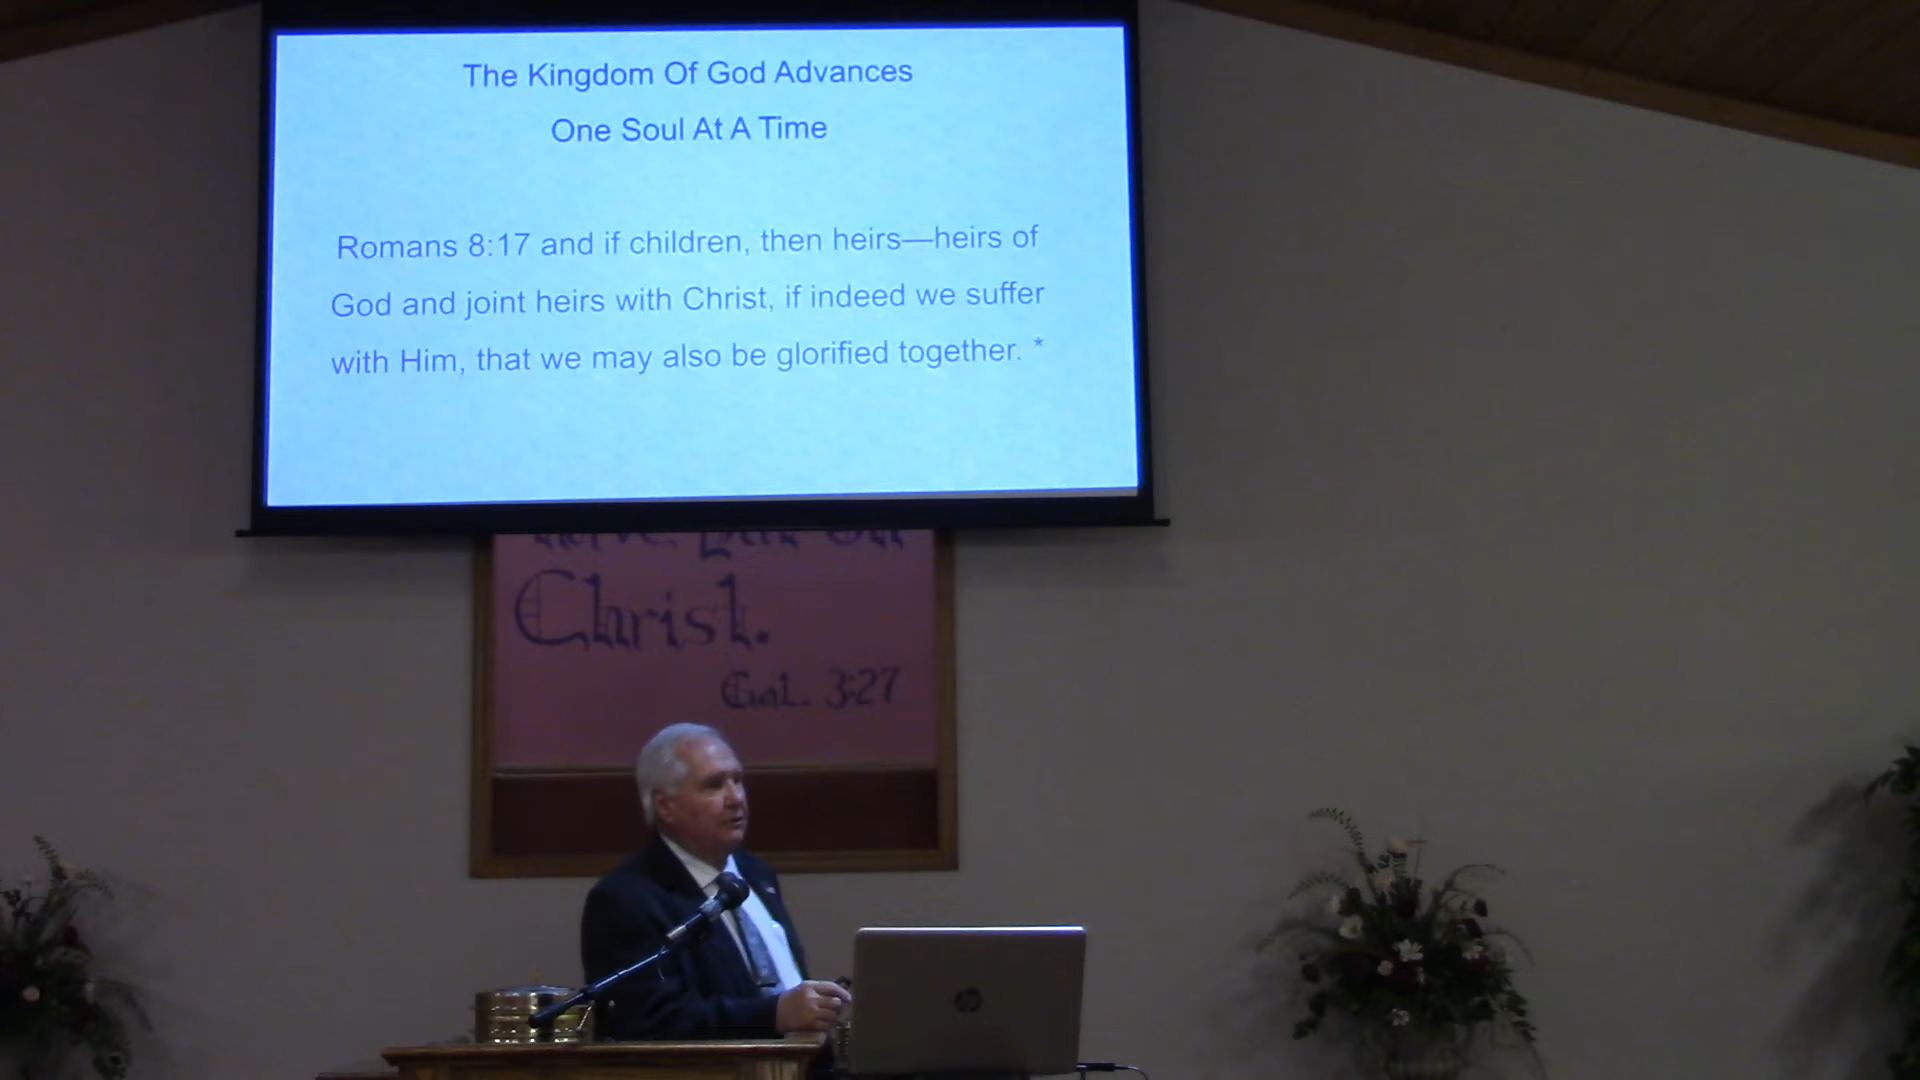 The Kingdom Of God Advances
One Soul At A Time
Romans 8:17 and if children, then heirs—heirs of
God and joint heirs with Christ, if indeed we suffer
with Him, that we may also be glorified together. *
Christ.
Gal. 3:27
hp